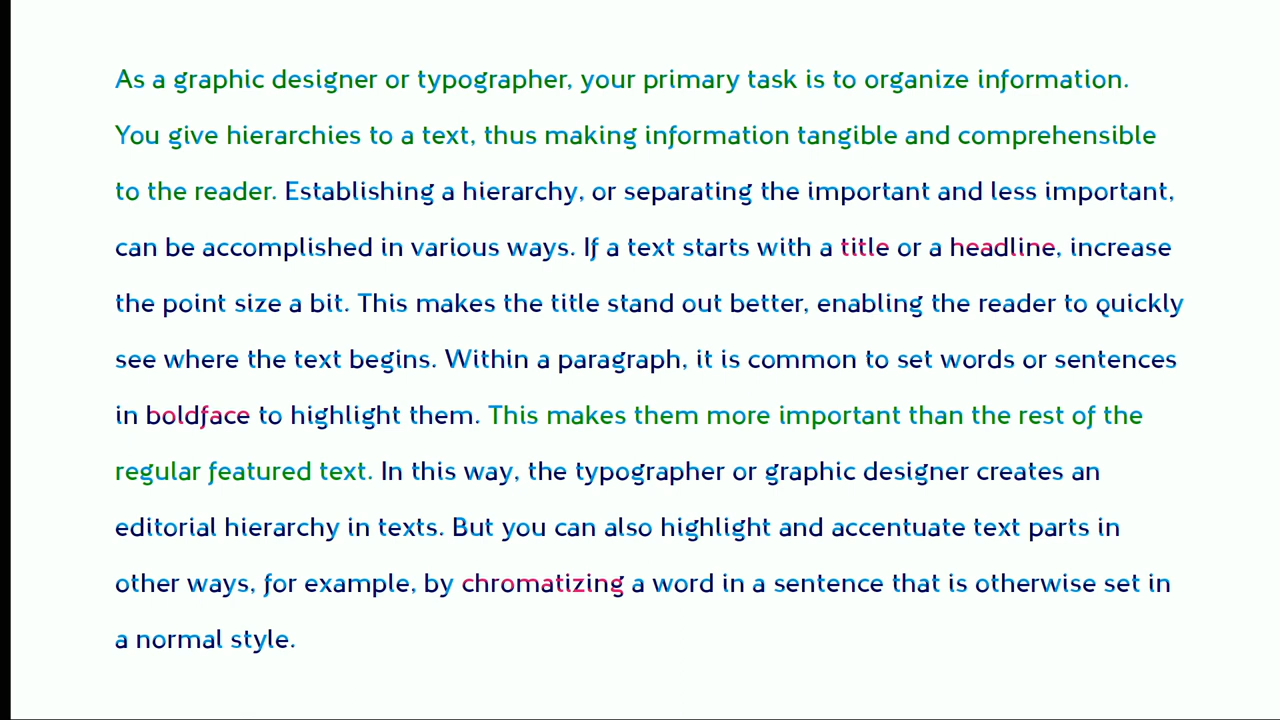 As a graphic designer or typographer, your primary task is to organize information.
You give hierarchies to a text, thus making information tangible and comprehensible
to the reader. Establishing a hierarchy, or separating the important and less important,
can be accomplished in various ways. If a text starts with a title or a headline, increase
the point size a bit. This makes the title stand out better, enabling the reader to quickly
see where the text begins. Within a paragraph, it is common to set words or sentences
in boldface to highlight them. This makes them more important than the rest of the
regular featured text. In this way, the typographer or graphic designer creates an
editorial hierarchy in texts. But you can also highlight and accentuate text parts in
other ways, for example, by chromatizing a word in a sentence that is otherwise set in
a normal style.